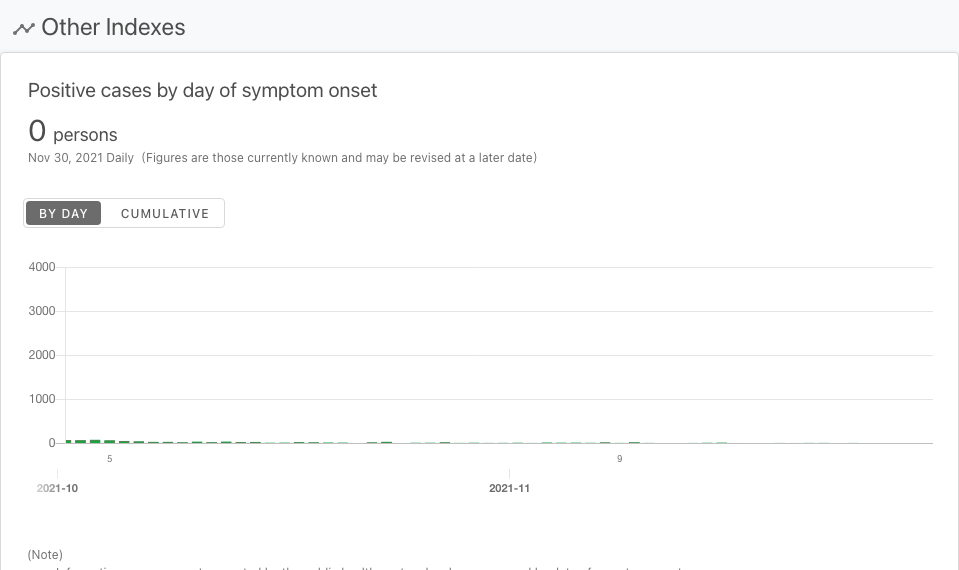 Other Indexes
Positive cases by day of symptom onset
0 persons
Nov 30, 2021 Daily (Figures are those currently known and may be revised at a later date)
BY DAY CUMULATIVE
4000
3000
2000
1000
0
5 9
2021-10 2021-11
(Note)